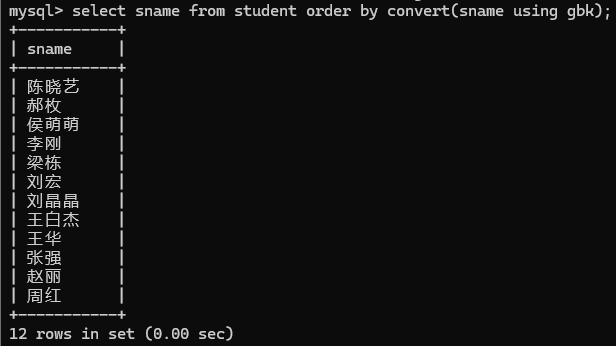 mysql> select sname from student order by convert(sname using gbk);
+-----------+
| sname     |
+-----------+
| 陈晓艺    |
| 郝枚      |
| 侯萌萌    |
| 李刚      |
| 梁栋      |
| 刘宏      |
| 刘晶晶    |
| 王白杰    |
| 王华      |
| 张强      |
| 赵丽      |
| 周红      |
+-----------+
12 rows in set (0.00 sec)